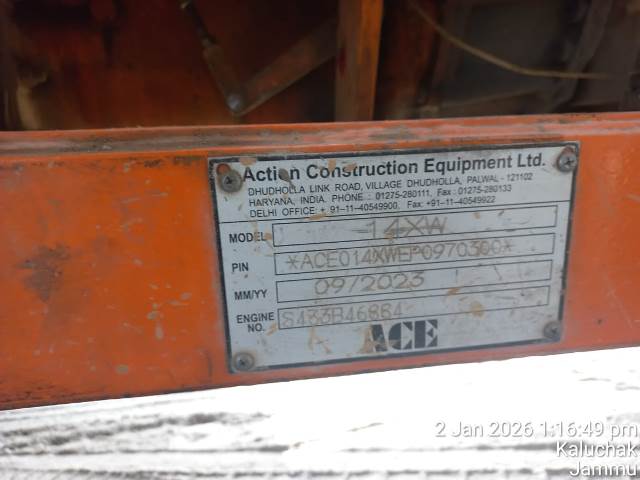 Action Construction Equipment Ltd.
DHUDHOLLA LINK ROAD, VILLAGE DHUDHOLLA, PALWAL - 121102
HARYANA, INDIA. PHONE : 01275-280111, Fax : 01275-280133
DELHI OFFICE: + 91-11-40549900, Fax: +91-11-40549922
MODEL 14XW
PIN *ACE014XWEP0970300*
MM/YY 09/2023
ENGINE NO. S433B46884
ACE
2 Jan 2026 1:16:49 pm
Kaluchak
Jammu